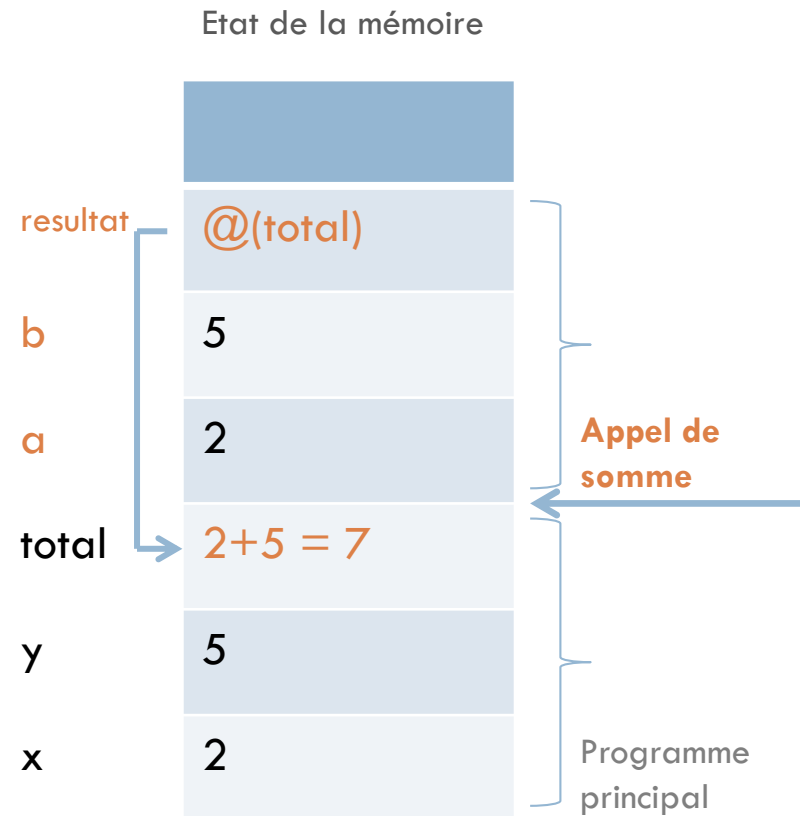 Etat de la mémoire
resultat @(total)
b 5
a 2
Appel de
somme
total 2+5 = 7
y 5
x 2
Programme
principal